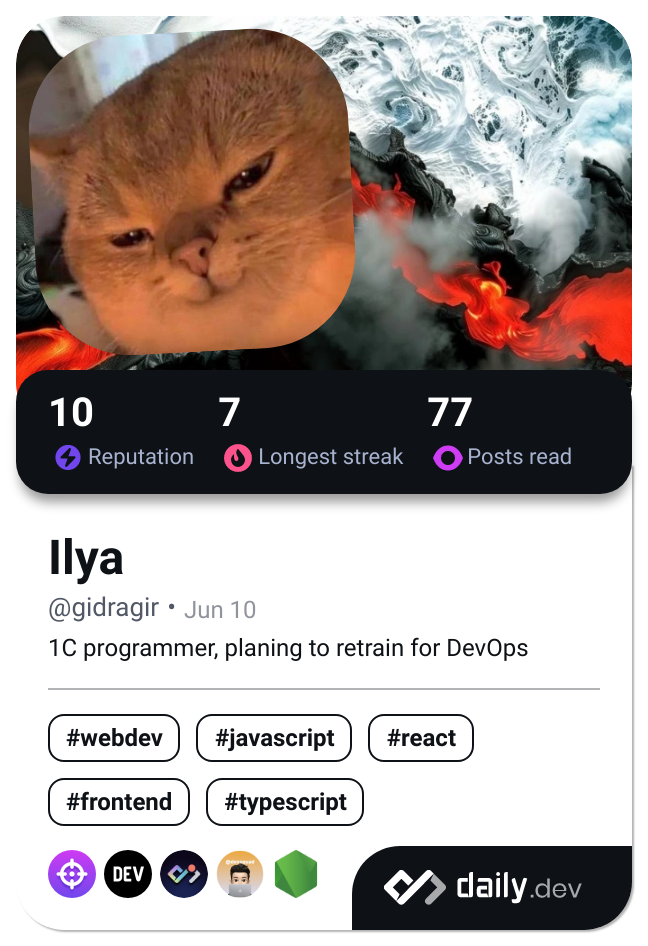 10 7 77
Reputation Longest streak Posts read
Ilya
@gidragir • Jun 10
1C programmer, planing to retrain for DevOps
#webdev #javascript #react
#frontend #typescript
DEV
daily.dev